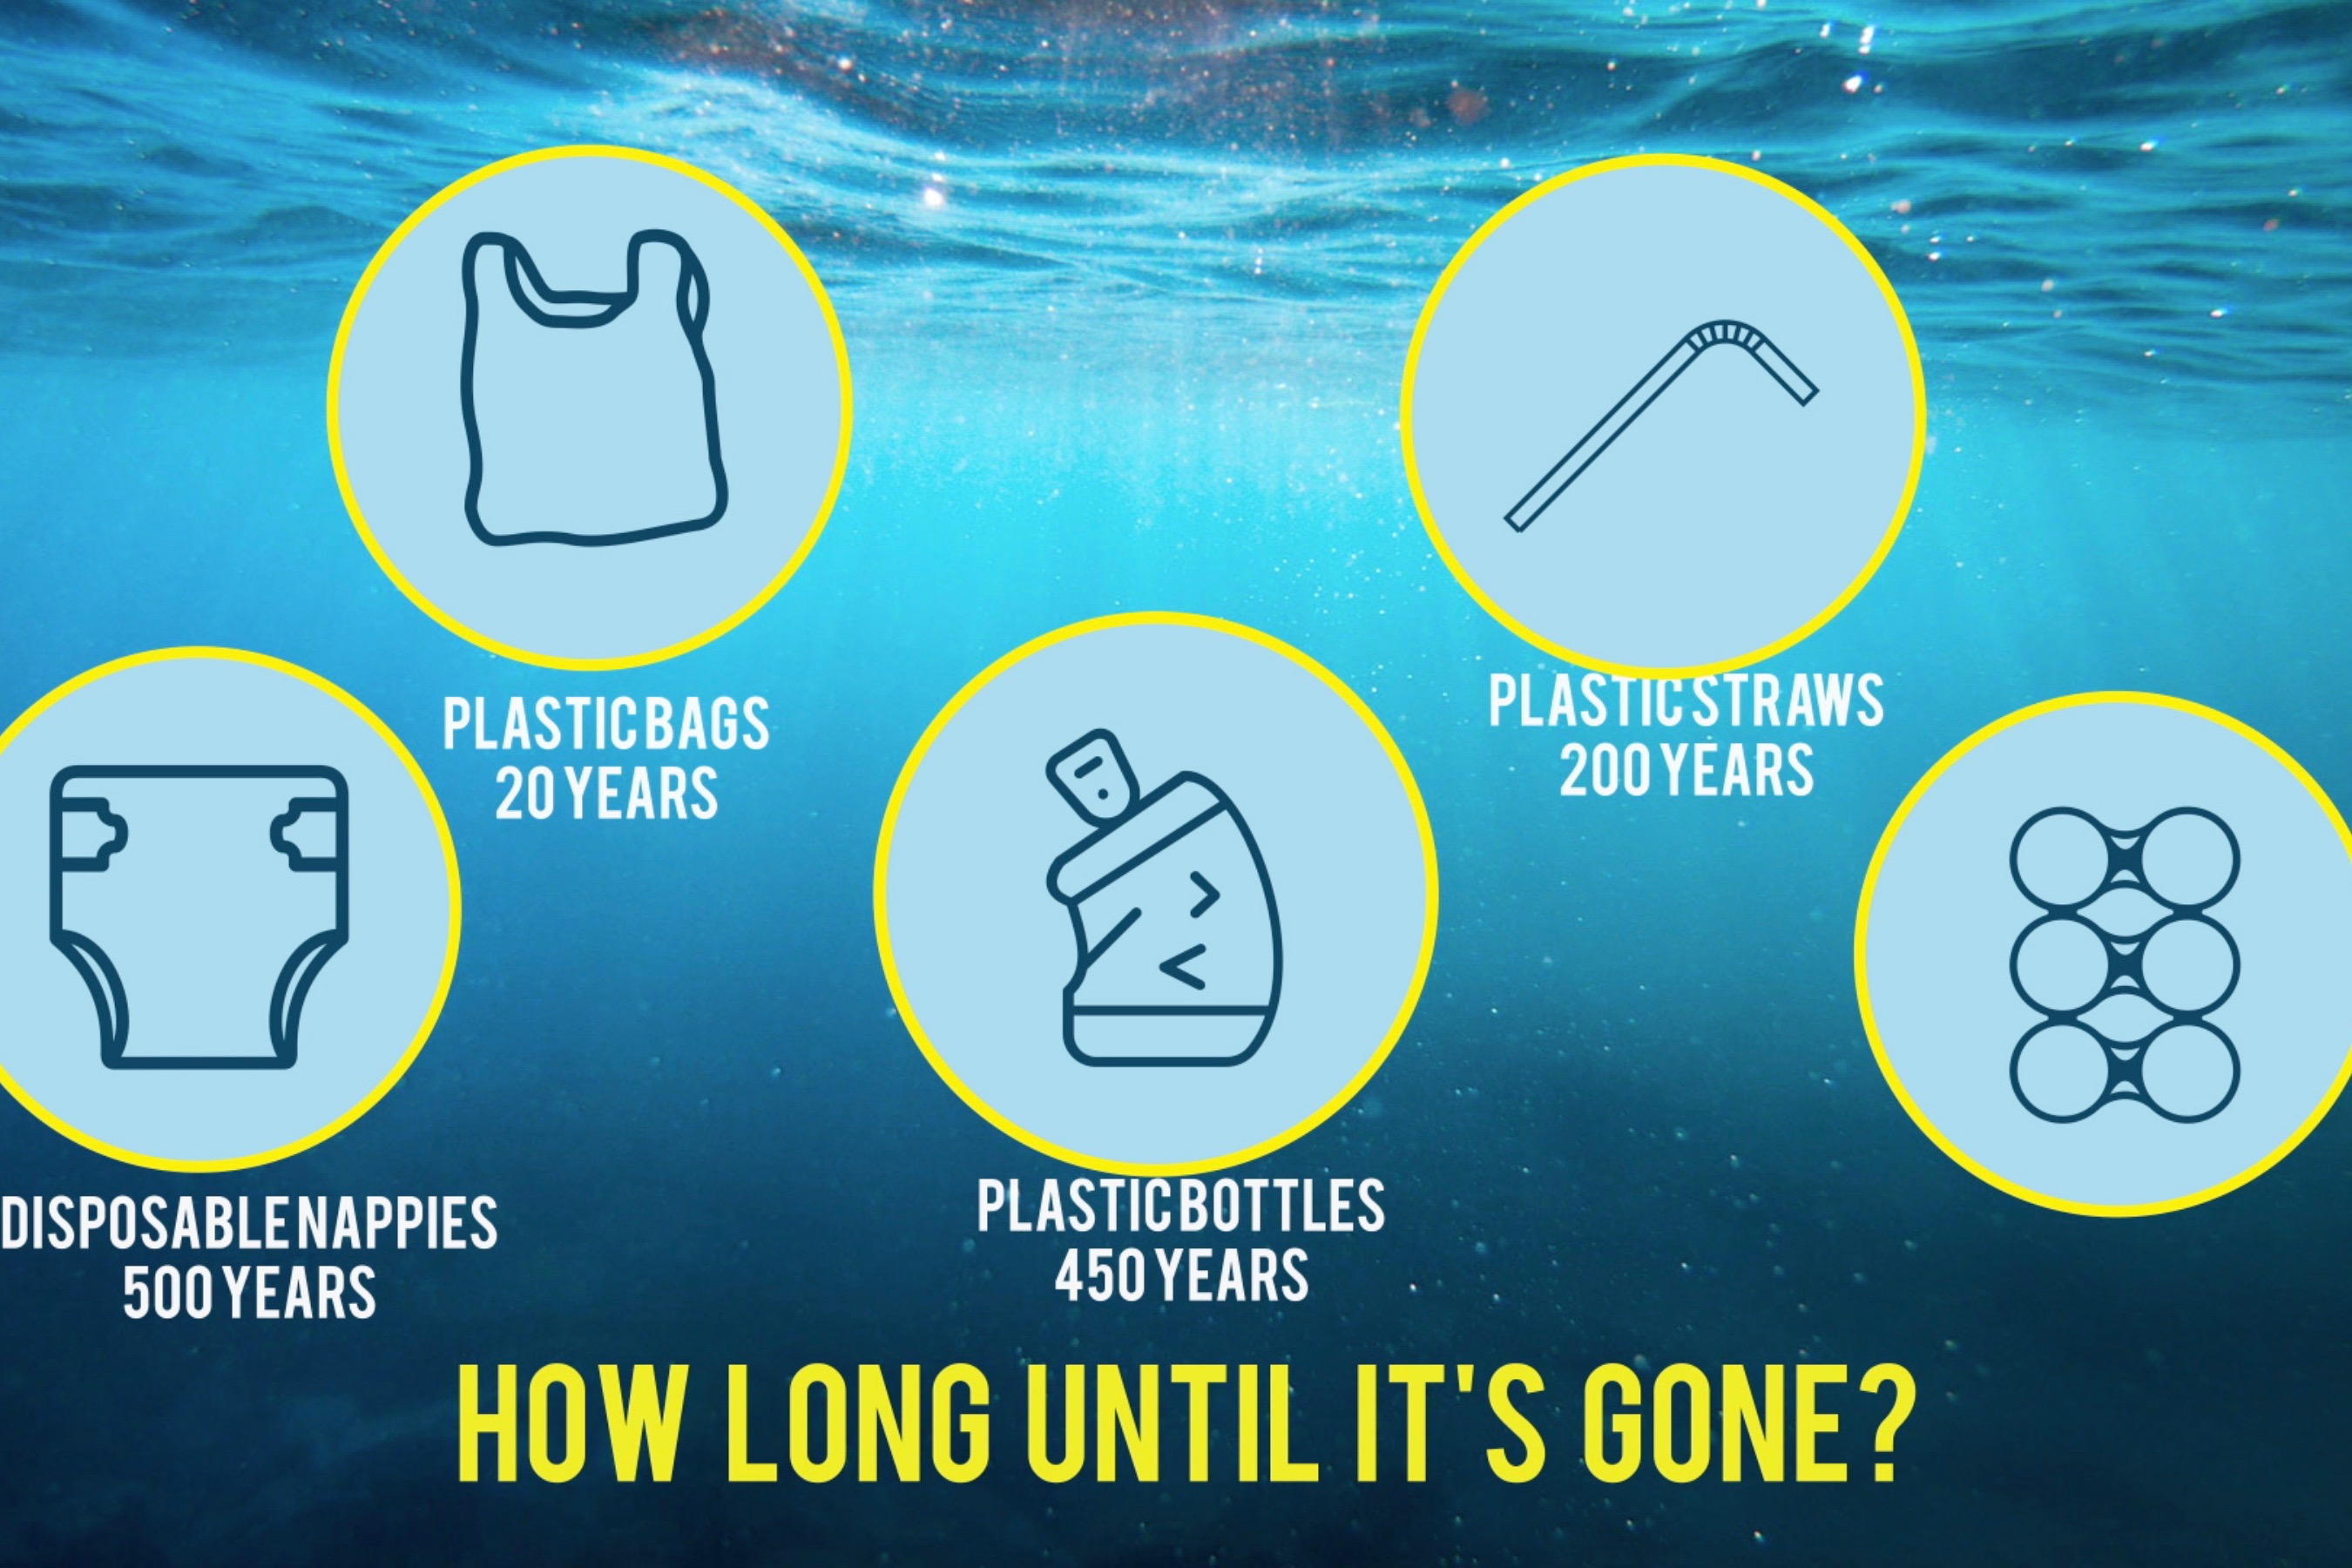 PLASTIC BAGS
20 YEARS
PLASTIC STRAWS
200 YEARS
DISPOSABLE NAPPIES
500 YEARS
PLASTIC BOTTLES
450 YEARS
HOW LONG UNTIL IT'S GONE?